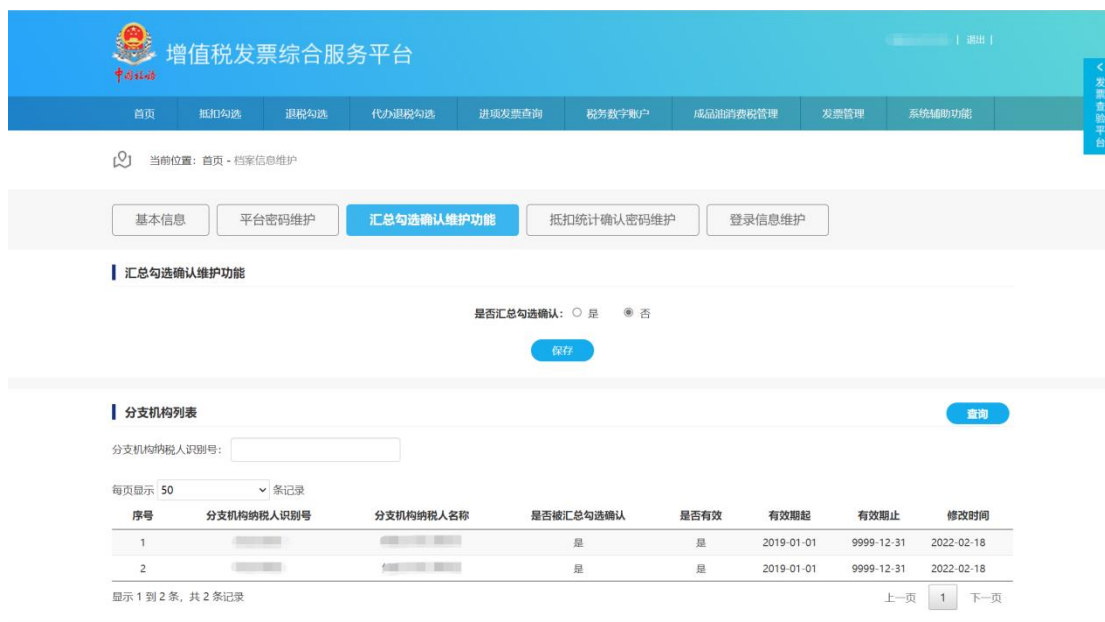 增值税发票综合服务平台
| 退出 |
中国税务
< 发票查验平台
首页 抵扣勾选 退税勾选 代办退税勾选 进项发票查询 税务数字账户 成品油消费税管理 发票管理 系统辅助功能
当前位置：首页 - 档案信息维护
基本信息 平台密码维护 汇总勾选确认维护功能 抵扣统计确认密码维护 登录信息维护
汇总勾选确认维护功能
是否汇总勾选确认： 是 否
保存
分支机构列表 查询
分支机构纳税人识别号：
每页显示 50 条记录
序号 分支机构纳税人识别号 分支机构纳税人名称 是否被汇总勾选确认 是否有效 有效期起 有效期止 修改时间
1 是 是 2019-01-01 9999-12-31 2022-02-18
2 是 是 2019-01-01 9999-12-31 2022-02-18
显示 1 到 2 条, 共 2 条记录 上一页 1 下一页